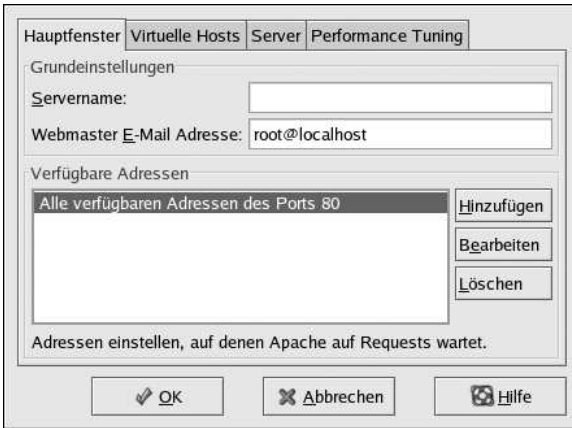 Hauptfenster Virtuelle Hosts Server Performance Tuning
Grundeinstellungen
Servername:
Webmaster E-Mail Adresse: root@localhost
Verfügbare Adressen
Alle verfügbaren Adressen des Ports 80
Hinzufügen
Bearbeiten
Löschen
Adressen einstellen, auf denen Apache auf Requests wartet.
OK Abbrechen Hilfe